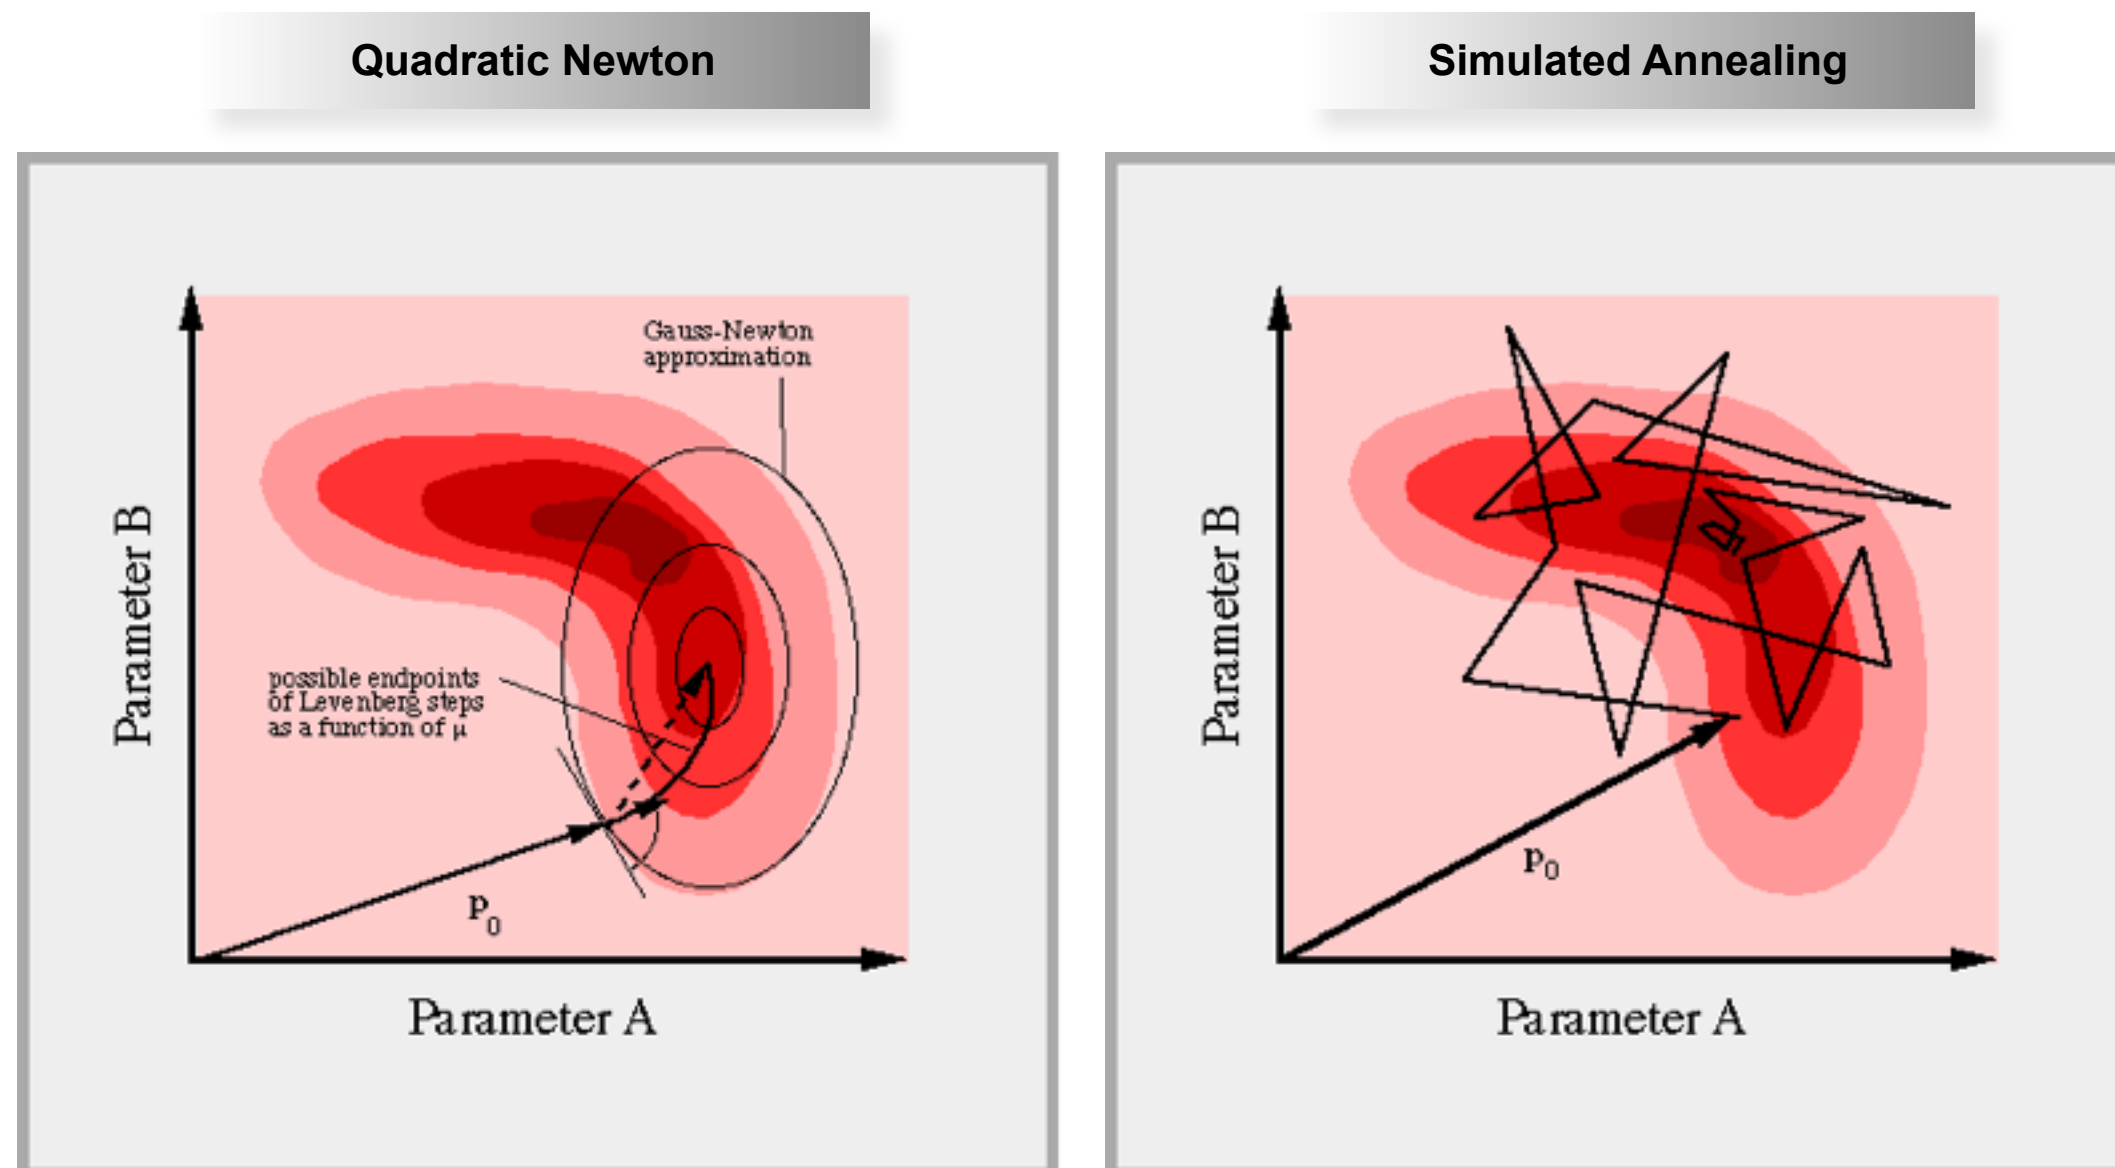 Quadratic Newton
Gauss-Newton
approximation
possible endpoints
of Levenberg steps
as a function of μ
p0
Parameter B
Parameter A
Simulated Annealing
p0
Parameter B
Parameter A